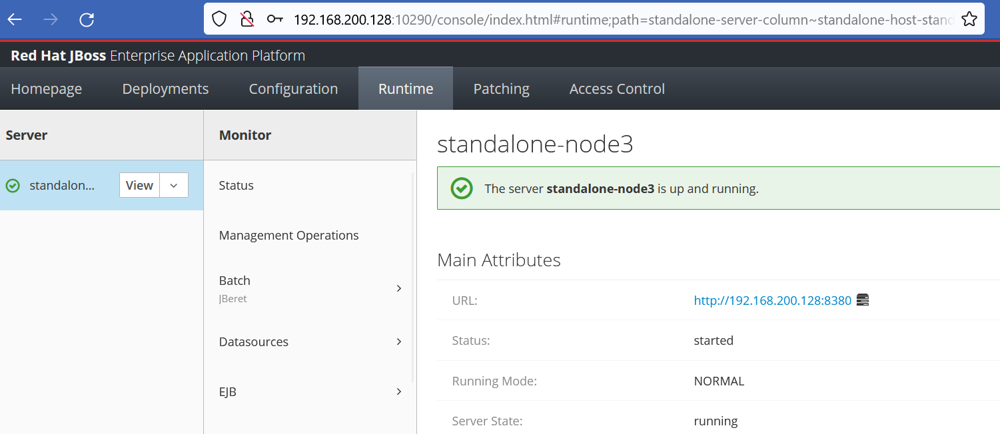 192.168.200.128:10290/console/index.html#runtime;path=standalone-server-column~standalone-host-stand
Red Hat JBoss Enterprise Application Platform
Homepage Deployments Configuration Runtime Patching Access Control
Server
standalon... View
Monitor
Status
Management Operations
Batch
JBeret
Datasources
EJB
standalone-node3
The server standalone-node3 is up and running.
Main Attributes
URL: http://192.168.200.128:8380
Status: started
Running Mode: NORMAL
Server State: running